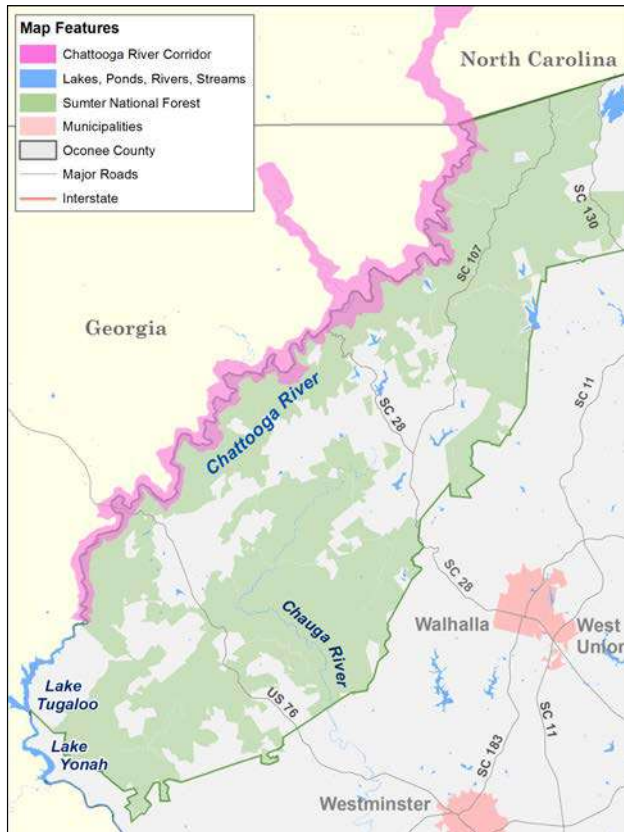 Map Features
Chattooga River Corridor
Lakes, Ponds, Rivers, Streams
Sumter National Forest
Municipalities
Oconee County
Major Roads
Interstate
North Carolina
SC 130
SC 107
Georgia
SC 11
Chattooga River
SC 28
SC 28
Chauga River
Walhalla
West
Union
Lake
Tugaloo
US 76
SC 11
SC 183
Lake
Yonah
Westminster